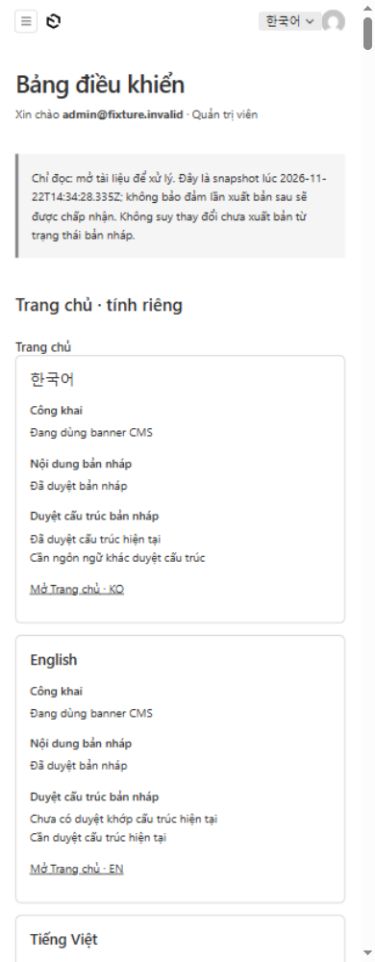 한국어
Bảng điều khiển
Xin chào admin@fixture.invalid · Quản trị viên
Chỉ đọc: mở tài liệu để xử lý. Đây là snapshot lúc 2026-11-
22T14:34:28.335Z; không bảo đảm lần xuất bản sau sẽ
được chấp nhận. Không suy thay đổi chưa xuất bản từ
trạng thái bản nháp.
Trang chủ · tính riêng
Trang chủ
한국어
Công khai
Đang dùng banner CMS
Nội dung bản nháp
Đã duyệt bản nháp
Duyệt cấu trúc bản nháp
Đã duyệt cấu trúc hiện tại
Cần ngôn ngữ khác duyệt cấu trúc
Mở Trang chủ · KO
English
Công khai
Đang dùng banner CMS
Nội dung bản nháp
Đã duyệt bản nháp
Duyệt cấu trúc bản nháp
Chưa có duyệt khớp cấu trúc hiện tại
Cần duyệt cấu trúc hiện tại
Mở Trang chủ · EN
Tiếng Việt